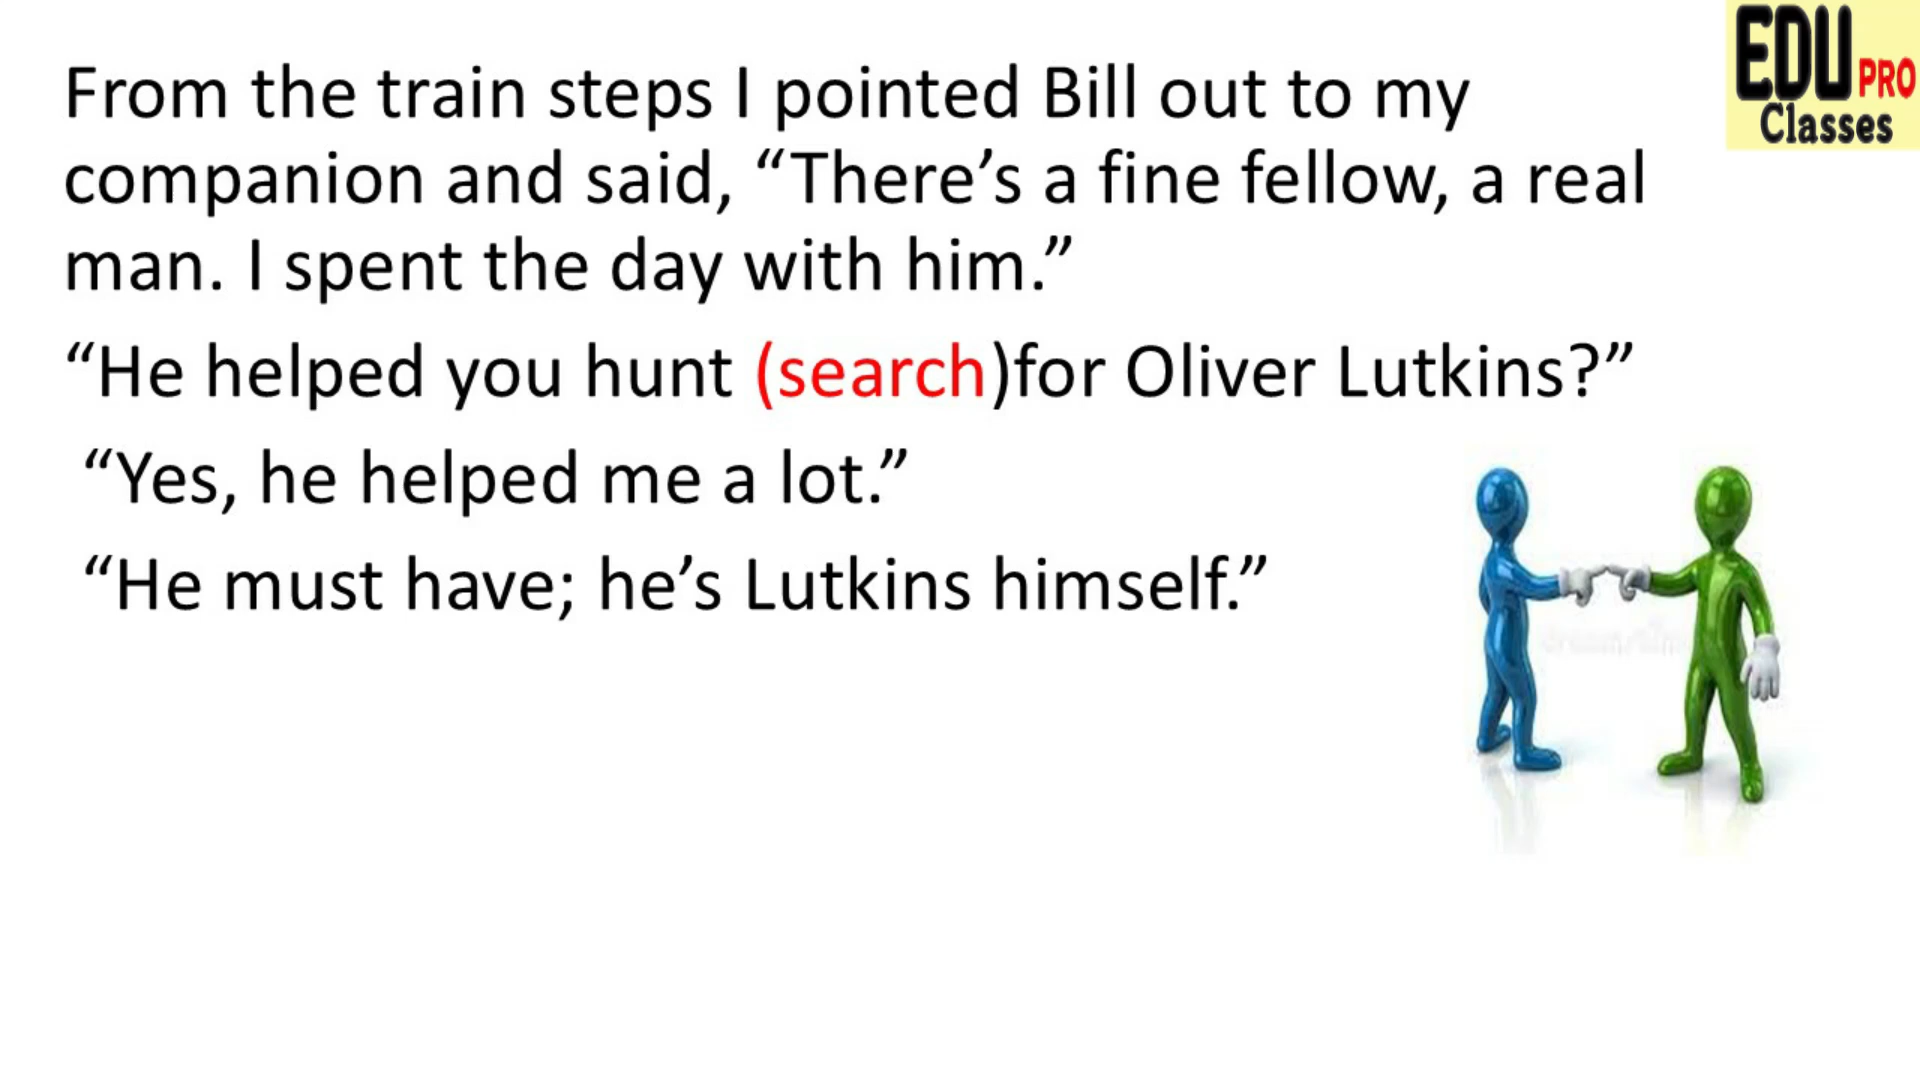 EDU PRO
Classes
From the train steps I pointed Bill out to my
companion and said, “There’s a fine fellow, a real
man. I spent the day with him.”
“He helped you hunt (search)for Oliver Lutkins?”
“Yes, he helped me a lot.”
“He must have; he’s Lutkins himself.”